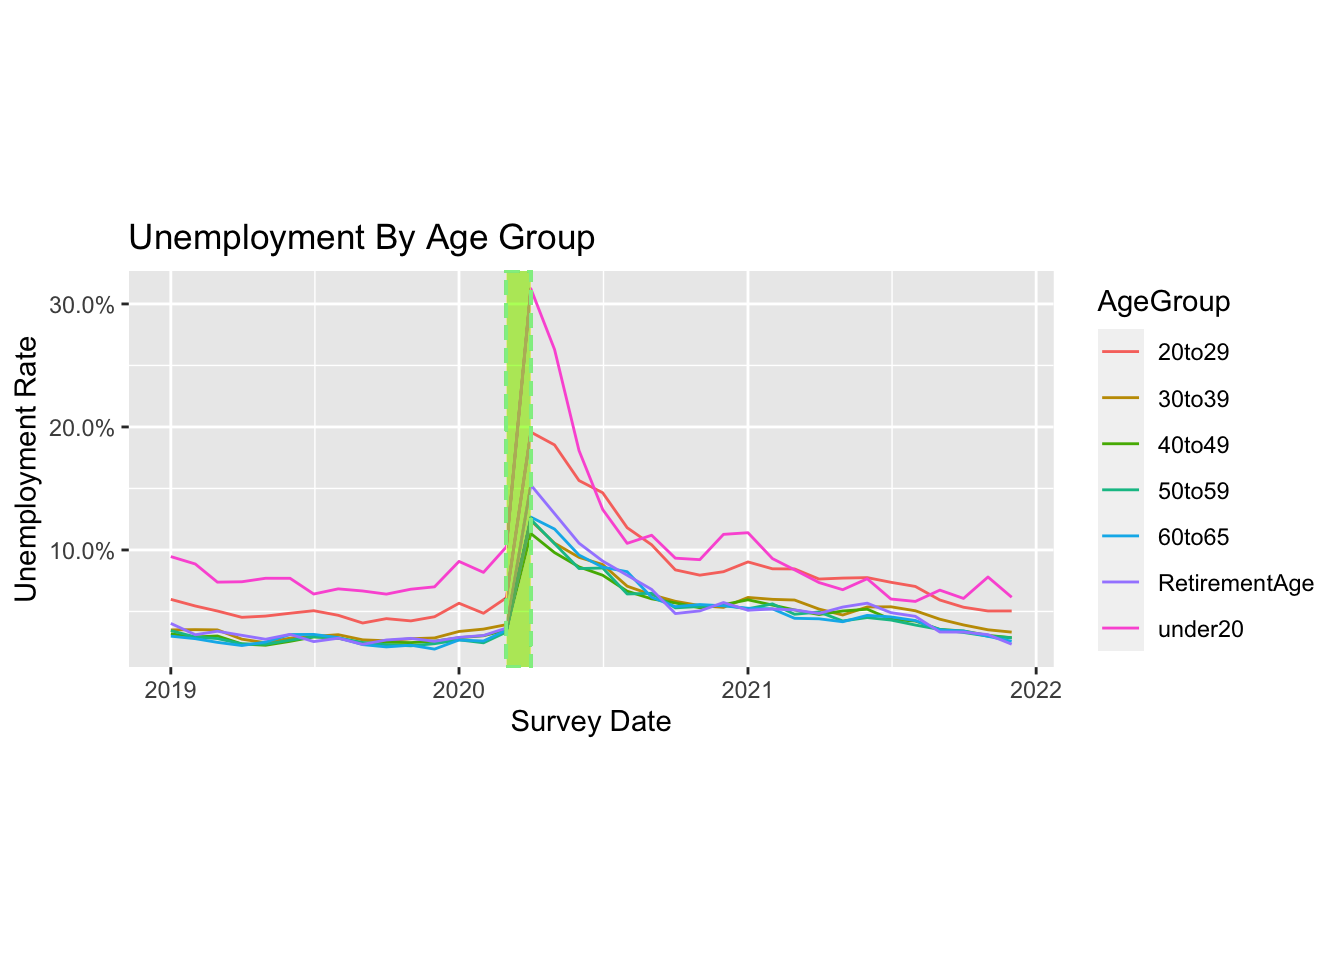 Unemployment By Age Group
Unemployment Rate
30.0%
20.0%
10.0%
2019
2020
2021
2022
Survey Date
AgeGroup
20to29
30to39
40to49
50to59
60to65
RetirementAge
under20